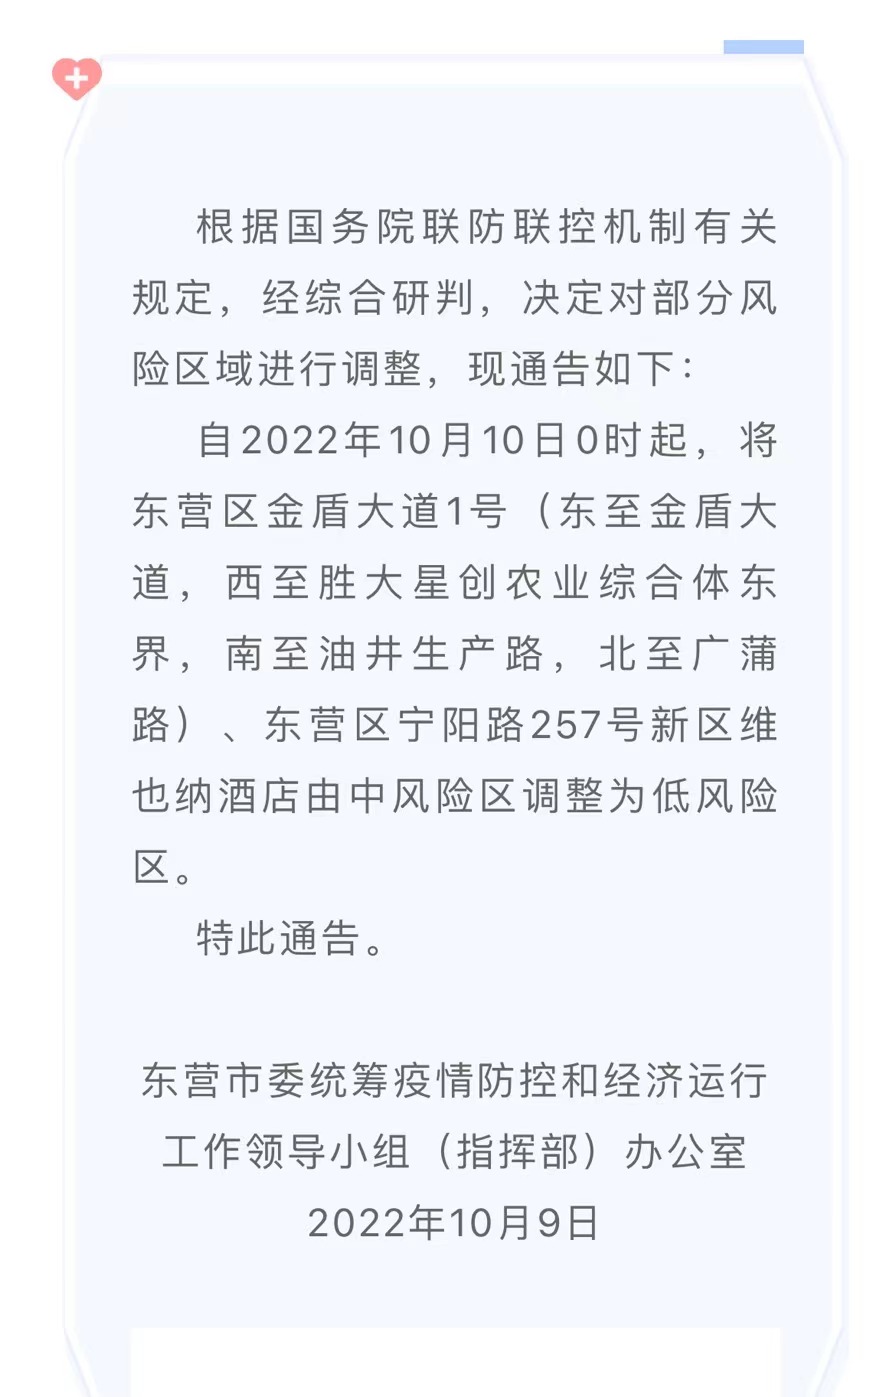 根据国务院联防联控机制有关
规定，经综合研判，决定对部分风
险区域进行调整，现通告如下：
自2022年10月10日0时起，将
东营区金盾大道1号（东至金盾大
道，西至胜大星创农业综合体东
界，南至油井生产路，北至广蒲
路）、东营区宁阳路257号新区维
也纳酒店由中风险区调整为低风险
区。
特此通告。
东营市委统筹疫情防控和经济运行
工作领导小组（指挥部）办公室
2022年10月9日